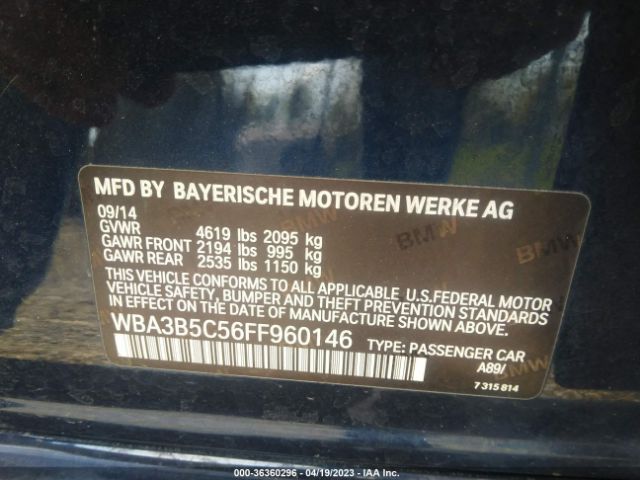 MFD BY BAYERISCHE MOTOREN WERKE AG
09/14
GVWR 4619 lbs 2095 kg
GAWR FRONT 2194 lbs 995 kg
GAWR REAR 2535 lbs 1150 kg
THIS VEHICLE CONFORMS TO ALL APPLICABLE U.S.FEDERAL MOTOR
VEHICLE SAFETY, BUMPER AND THEFT PREVENTION STANDARDS
IN EFFECT ON THE DATE OF MANUFACTURE SHOWN ABOVE.
WBA3B5C56FF960146 TYPE: PASSENGER CAR
A89/
7 315 814
BMW
BMW
BMW
000-36360296 - 04/19/2023 - IAA Inc.